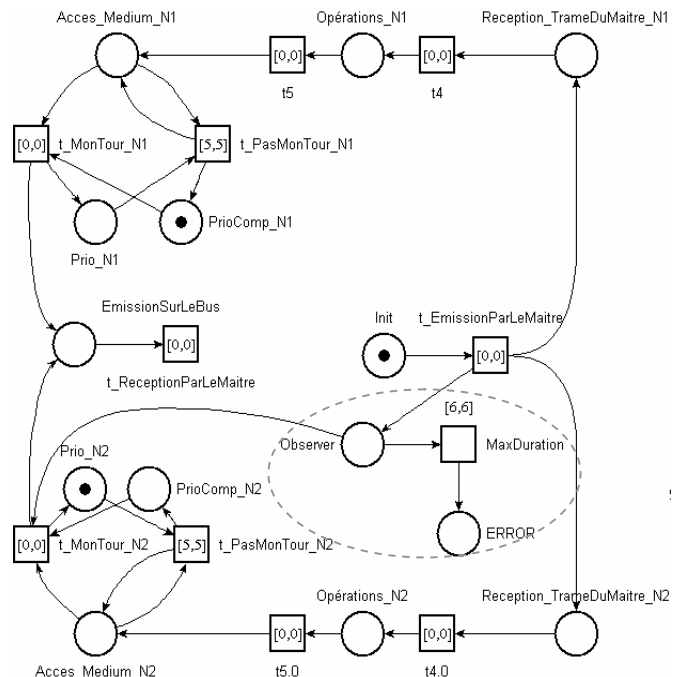 Acces_Medium_N1
Opérations_N1
Reception_TrameDuMaitre_N1
[0,0]
[0,0]
t5
t4
[0,0]
t_MonTour_N1
[5,5]
t_PasMonTour_N1
PrioComp_N1
Prio_N1
EmissionSurLeBus
Init
t_EmissionParLeMaitre
[0,0]
[0,0]
t_ReceptionParLeMaitre
[6,6]
Observer
MaxDuration
Prio_N2
PrioComp_N2
ERROR
[0,0]
t_MonTour_N2
[5,5]
t_PasMonTour_N2
Opérations_N2
Reception_TrameDuMaitre_N2
[0,0]
[0,0]
Acces_Medium_N2
t5.0
t4.0